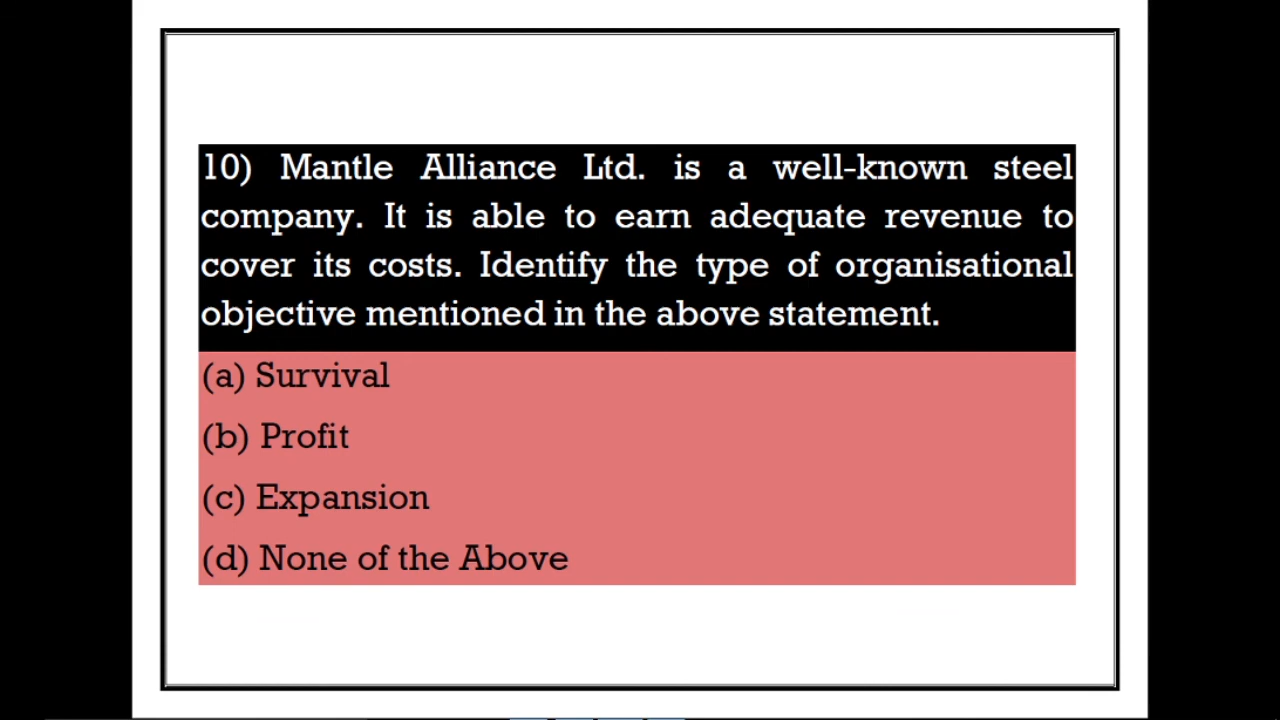 10) Mantle Alliance Ltd. is a well-known steel
company. It is able to earn adequate revenue to
cover its costs. Identify the type of organisational
objective mentioned in the above statement.
(a) Survival
(b) Profit
(c) Expansion
(d) None of the Above